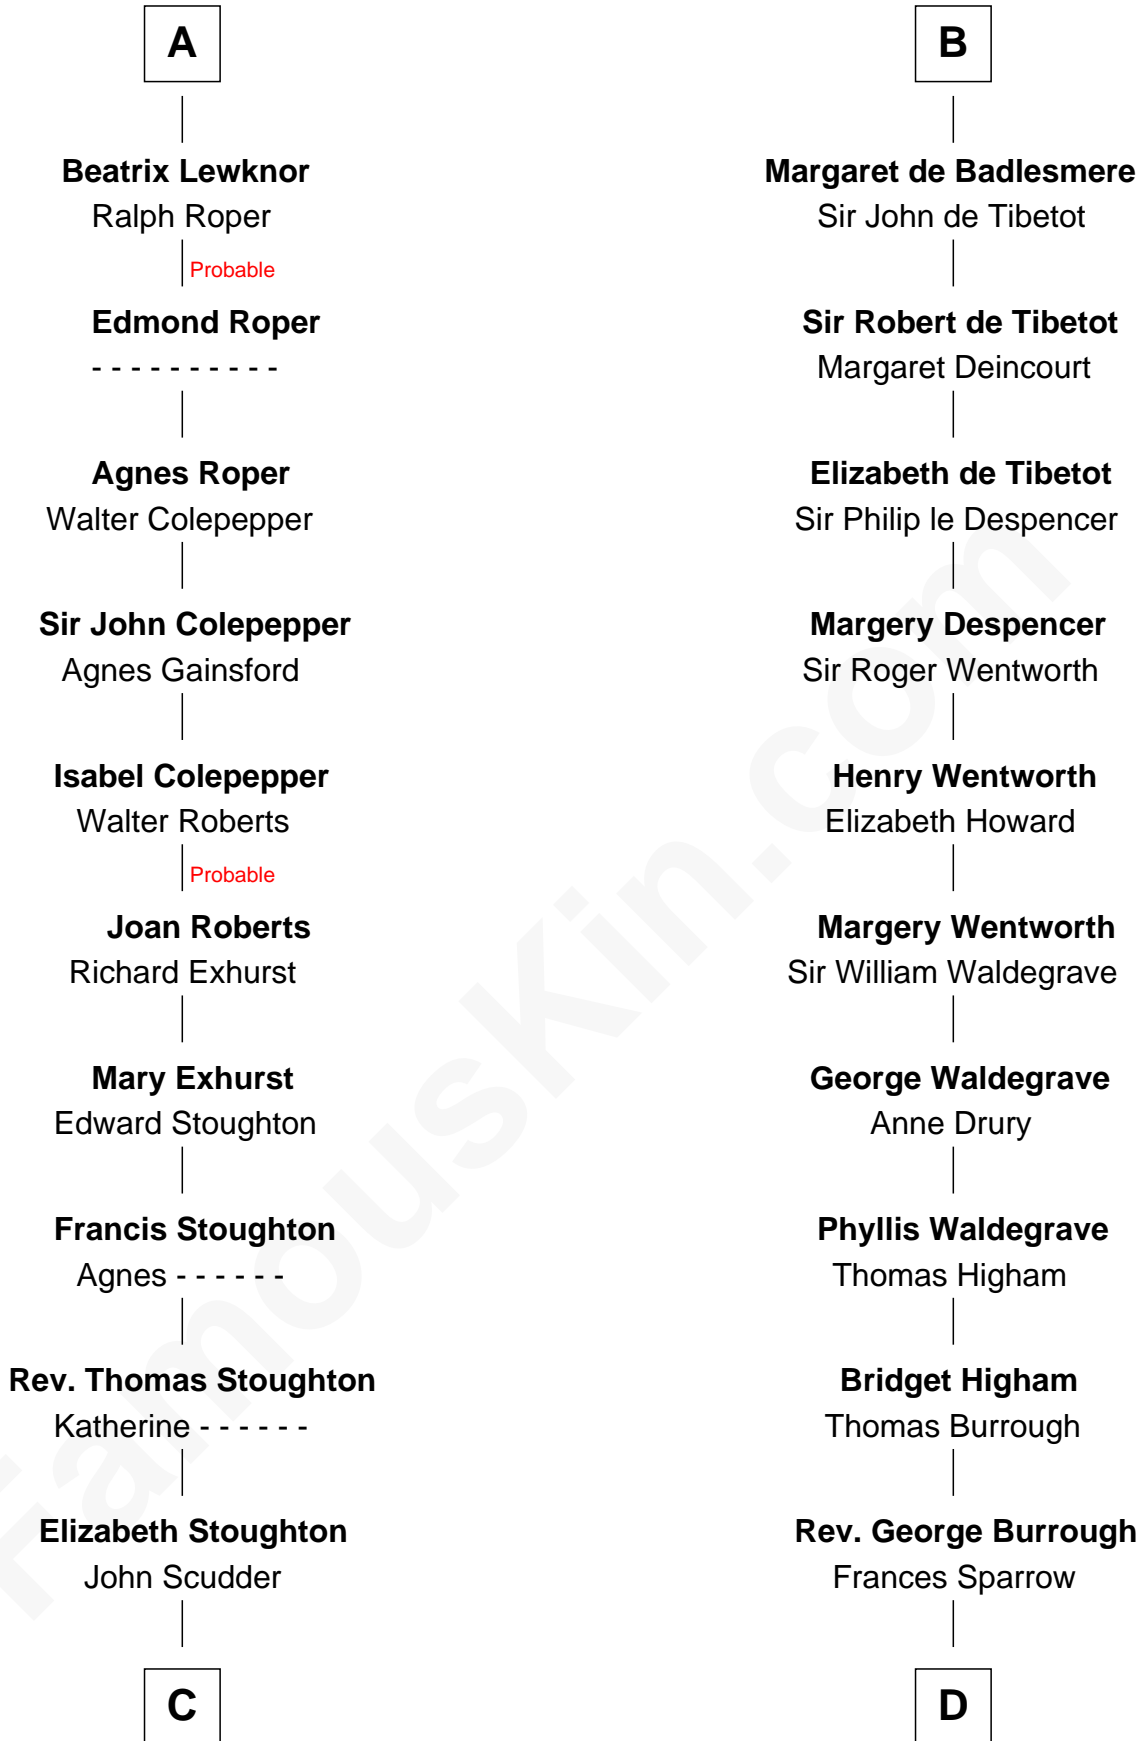 A
Beatrix Lewknor
Ralph Roper
Probable
Edmond Roper
- - - - - - - - - -
Agnes Roper
Walter Colepepper
Sir John Colepepper
Agnes Gainsford
Isabel Colepepper
Walter Roberts
Probable
Joan Roberts
Richard Exhurst
Mary Exhurst
Edward Stoughton
Francis Stoughton
Agnes - - - - - -
Rev. Thomas Stoughton
Katherine - - - - - -
Elizabeth Stoughton
John Scudder
C
B
Margaret de Badlesmere
Sir John de Tibetot
Sir Robert de Tibetot
Margaret Deincourt
Elizabeth de Tibetot
Sir Philip le Despencer
Margery Despencer
Sir Roger Wentworth
Henry Wentworth
Elizabeth Howard
Margery Wentworth
Sir William Waldegrave
George Waldegrave
Anne Drury
Phyllis Waldegrave
Thomas Higham
Bridget Higham
Thomas Burrough
Rev. George Burrough
Frances Sparrow
D
FamousKin.com